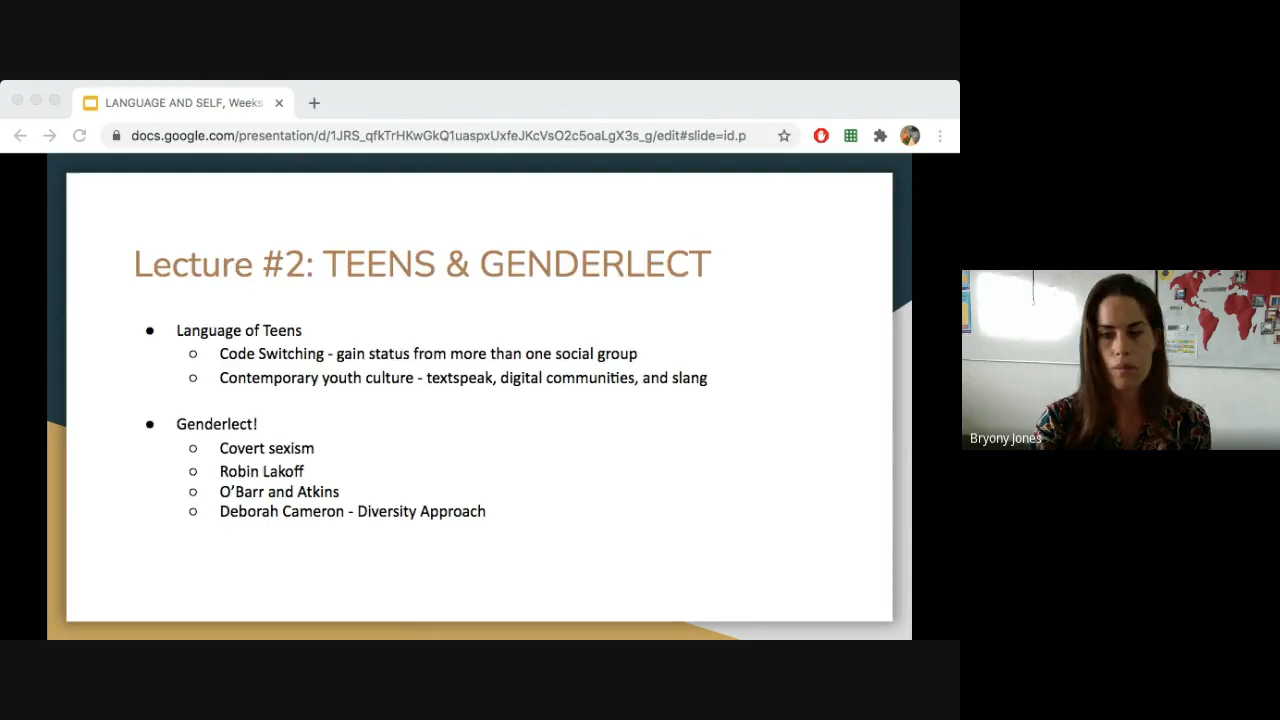 LANGUAGE AND SELF, Weeks
docs.google.com/presentation/d/1JRS_qfkTrHKwGkQ1uaspxUxfeJKcVsO2c5oaLgX3s_g/edit#slide=id.p
Lecture #2: TEENS & GENDERLECT
Language of Teens
Code Switching - gain status from more than one social group
Contemporary youth culture - textspeak, digital communities, and slang
Genderlect!
Covert sexism
Robin Lakoff
O’Barr and Atkins
Deborah Cameron - Diversity Approach
Bryony Jones